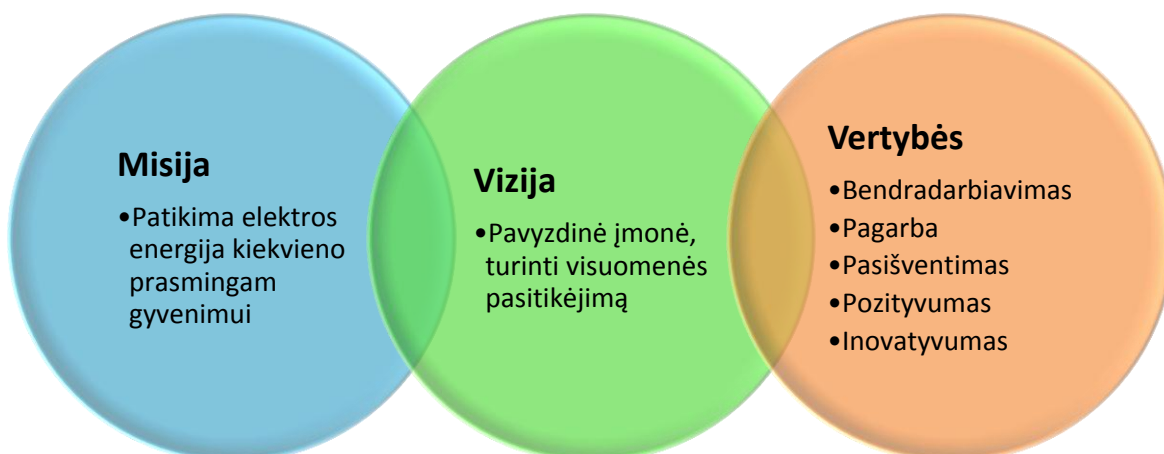 Misija
•Patikima elektros
energija kiekvieno
prasmingam
gyvenimui
Vizija
•Pavyzdinė įmonė,
turinti visuomenės
pasitikėjimą
Vertybės
•Bendradarbiavimas
•Pagarba
•Pasišventimas
•Pozityvumas
•Inovatyvumas